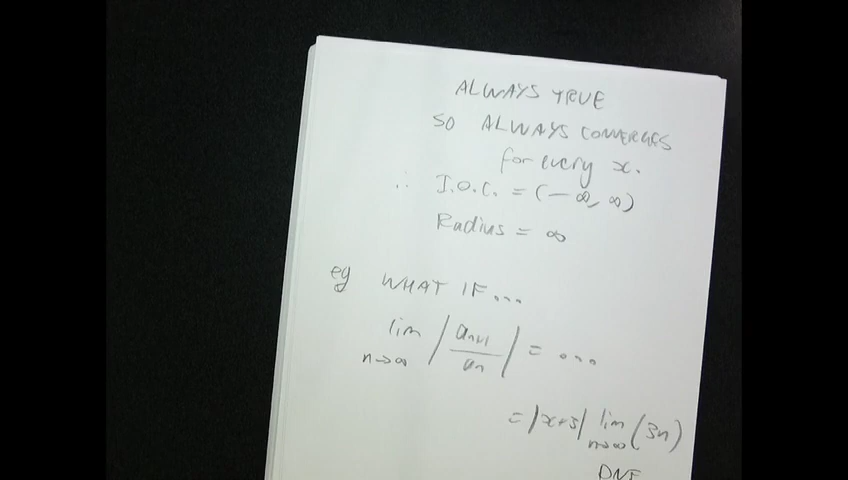 ALWAYS TRUE
SO ALWAYS CONVERGES
for every x.
∴ I.O.C. = (-∞, ∞)
Radius = ∞
eg WHAT IF...
lim n→∞ | aₙ₊₁ / aₙ | = ...
= |x+3| lim n→∞ (3n)
DNE